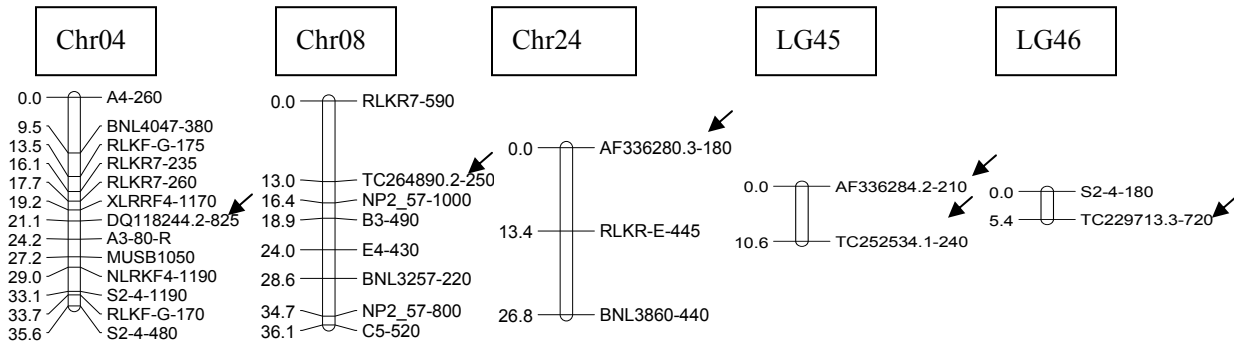 Chr04
0.0 A4-260
9.5 BNL4047-380
13.5 RLKF-G-175
16.1 RLKR7-235
17.7 RLKR7-260
19.2 XLRRF4-1170
21.1 DQ118244.2-825
24.2 A3-80-R
27.2 MUSB1050
29.0 NLRKF4-1190
33.1 S2-4-1190
33.7 RLKF-G-170
35.6 S2-4-480
Chr08
0.0 RLKR7-590
13.0 TC264890.2-250
16.4 NP2_57-1000
18.9 B3-490
24.0 E4-430
28.6 BNL3257-220
34.7 NP2_57-800
36.1 C5-520
Chr24
0.0 AF336280.3-180
13.4 RLKR-E-445
26.8 BNL3860-440
LG45
0.0 AF336284.2-210
10.6 TC252534.1-240
LG46
0.0 S2-4-180
5.4 TC229713.3-720